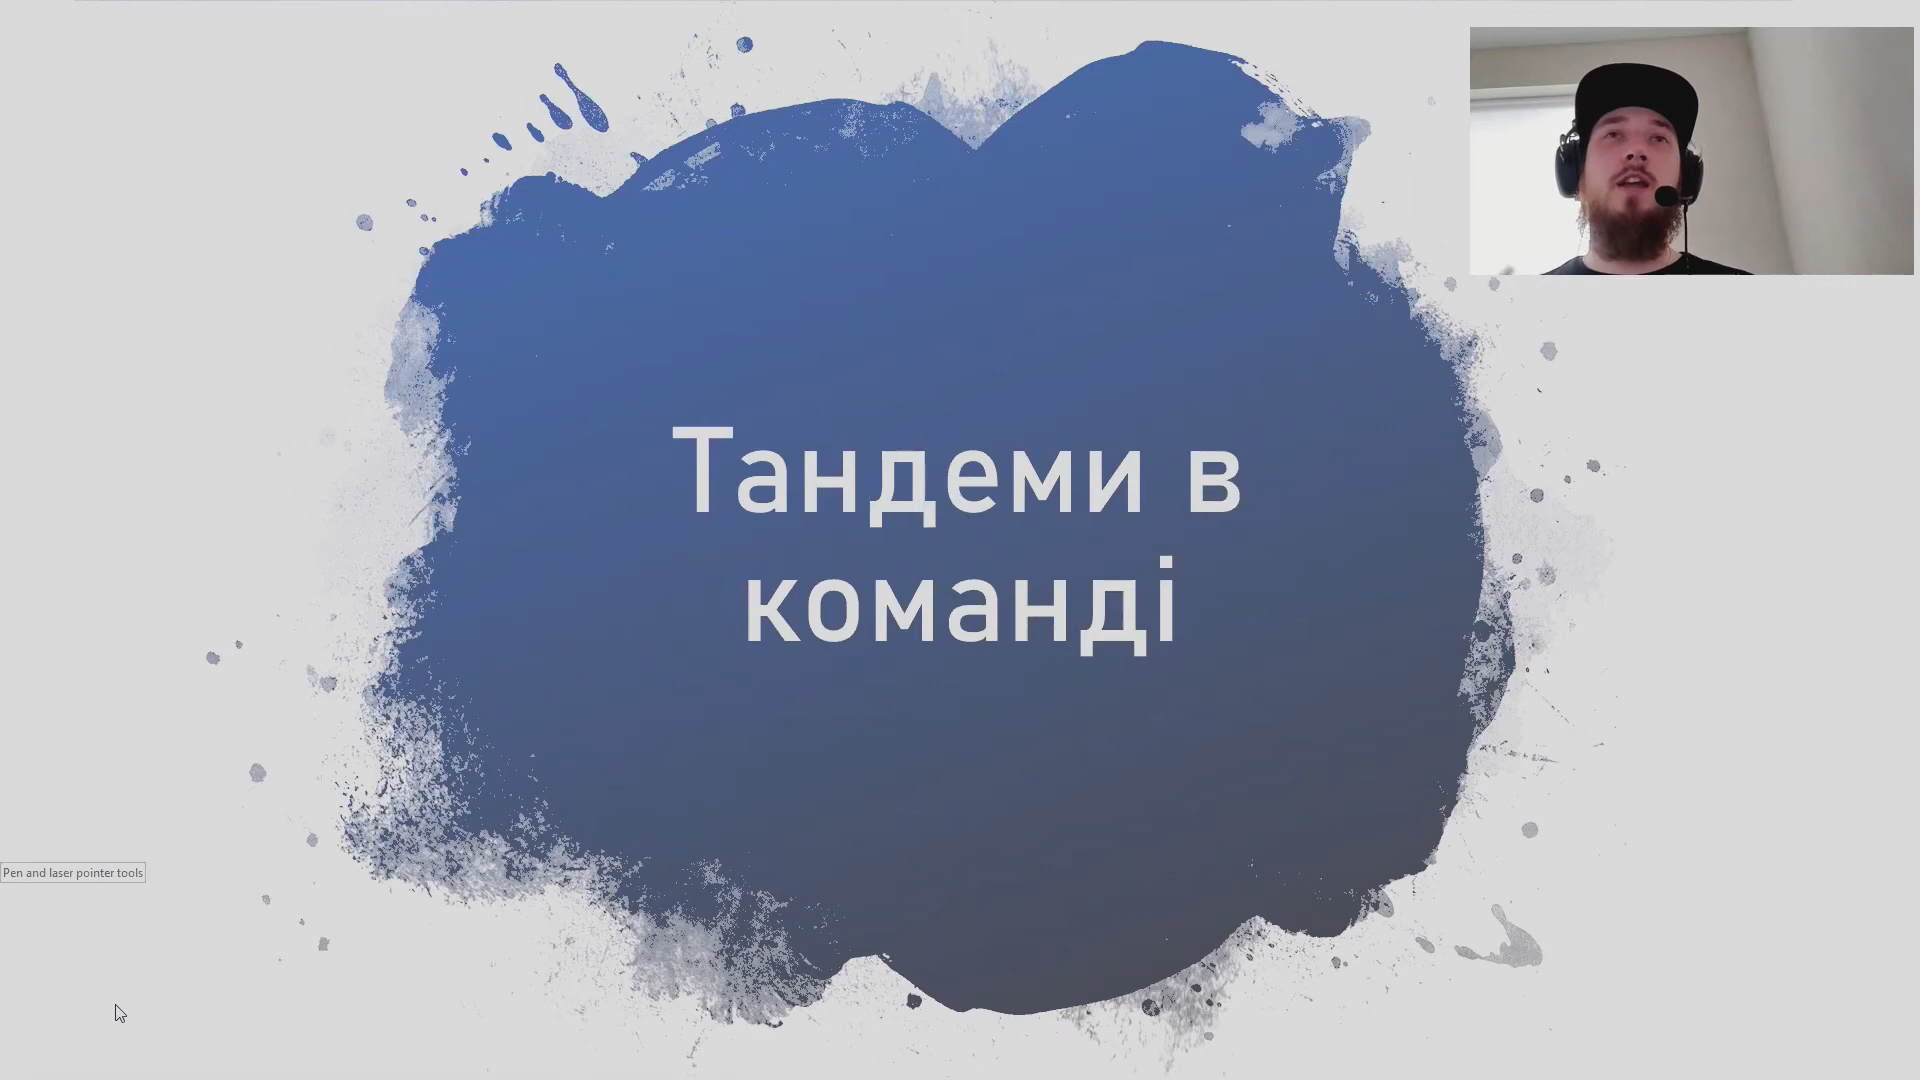 Тандеми в
команді
Pen and laser pointer tools